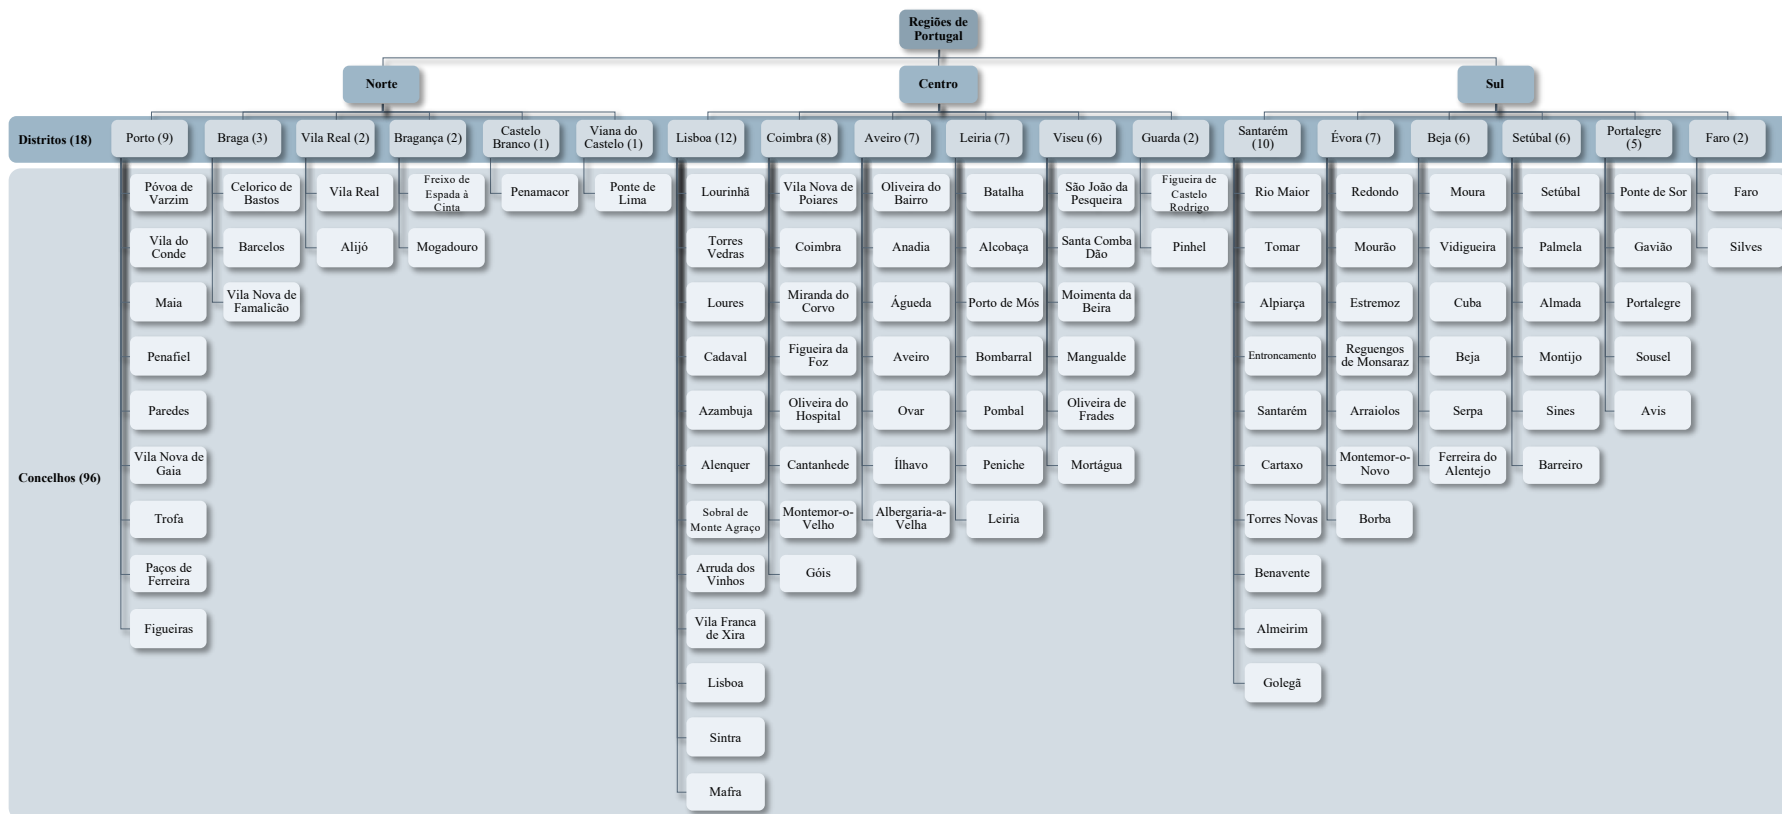 Regiões de
Portugal
Norte
Centro
Sul
Distritos (18)
Porto (9)
Braga (3)
Vila Real (2)
Bragança (2)
Castelo
Branco (1)
Viana do
Castelo (1)
Lisboa (12)
Coimbra (8)
Aveiro (7)
Leiria (7)
Viseu (6)
Guarda (2)
Santarém
(10)
Évora (7)
Beja (6)
Setúbal (6)
Portalegre
(5)
Faro (2)
Concelhos (96)
Póvoa de
Varzim
Vila do
Conde
Maia
Penafiel
Paredes
Vila Nova de
Gaia
Trofa
Paços de
Ferreira
Figueiras
Celorico de
Bastos
Barcelos
Vila Nova de
Famalicão
Vila Real
Alijó
Freixo de
Espada à
Cinta
Mogadouro
Penamacor
Ponte de
Lima
Lourinhã
Torres
Vedras
Loures
Cadaval
Azambuja
Alenquer
Sobral de
Monte Agraço
Arruda dos
Vinhos
Vila Franca
de Xira
Lisboa
Sintra
Mafra
Vila Nova de
Poiares
Coimbra
Miranda do
Corvo
Figueira da
Foz
Oliveira do
Hospital
Cantanhede
Montemor-o-
Velho
Góis
Oliveira do
Bairro
Anadia
Águeda
Aveiro
Ovar
Ílhavo
Albergaria-a-
Velha
Batalha
Alcobaça
Porto de Mós
Bombarral
Pombal
Peniche
Leiria
São João da
Pesqueira
Santa Comba
Dão
Moimenta da
Beira
Mangualde
Oliveira de
Frades
Mortágua
Figueira de
Castelo
Rodrigo
Pinhel
Rio Maior
Tomar
Alpiarça
Entroncamento
Santarém
Cartaxo
Torres Novas
Benavente
Almeirim
Golegã
Redondo
Mourão
Estremoz
Reguengos
de Monsaraz
Arraiolos
Montemor-o-
Novo
Borba
Moura
Vidigueira
Cuba
Beja
Serpa
Ferreira do
Alentejo
Setúbal
Palmela
Almada
Montijo
Sines
Barreiro
Ponte de Sor
Gavião
Portalegre
Sousel
Avis
Faro
Silves